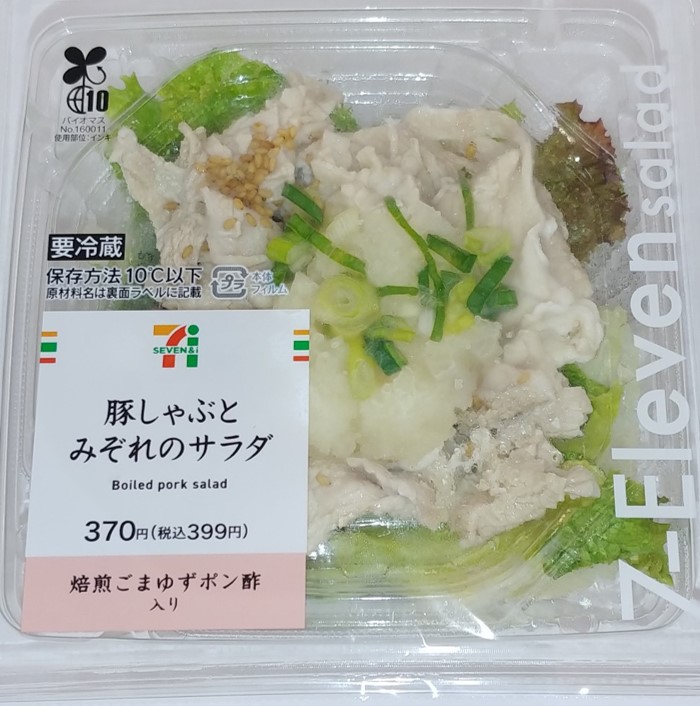 10
バイオマス
No.160011
使用部位:インキ
要冷蔵
保存方法 10℃以下
原材料名は裏面ラベルに記載
プラ
本体
フィルム
SEVEN&i
豚しゃぶと
みぞれのサラダ
Boiled pork salad
370円(税込399円)
焙煎ごまゆずポン酢
入り
7-Eleven salad